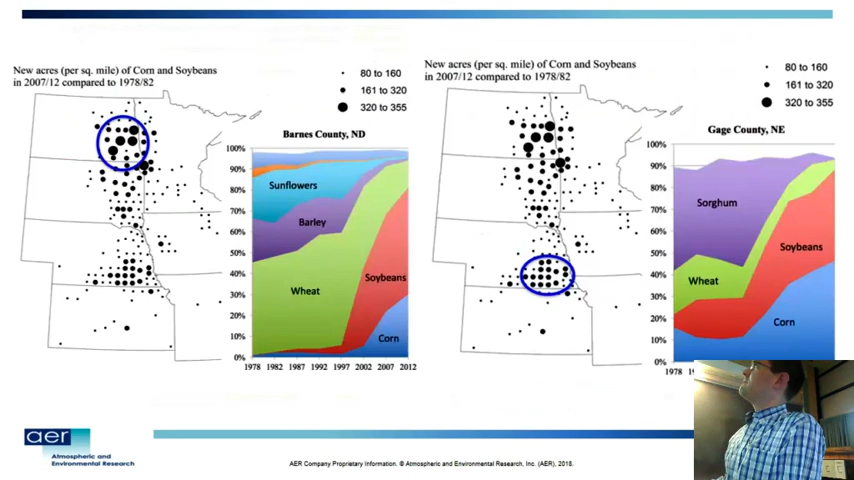 New acres (per sq. mile) of Corn and Soybeans
in 2007/12 compared to 1978/82
80 to 160
161 to 320
320 to 355
Barnes County, ND
100%
90%
80%
70%
60%
50%
40%
30%
20%
10%
0%
Sunflowers
Barley
Wheat
Soybeans
Corn
1978 1982 1987 1992 1997 2002 2007 2012
New acres (per sq. mile) of Corn and Soybeans
in 2007/12 compared to 1978/82
80 to 160
161 to 320
320 to 355
Gage County, NE
100%
90%
80%
70%
60%
50%
40%
30%
20%
10%
0%
Sorghum
Wheat
Soybeans
Corn
1978
aer
Atmospheric and
Environmental Research
AER Company Proprietary Information. © Atmospheric and Environmental Research, Inc. (AER), 2018.